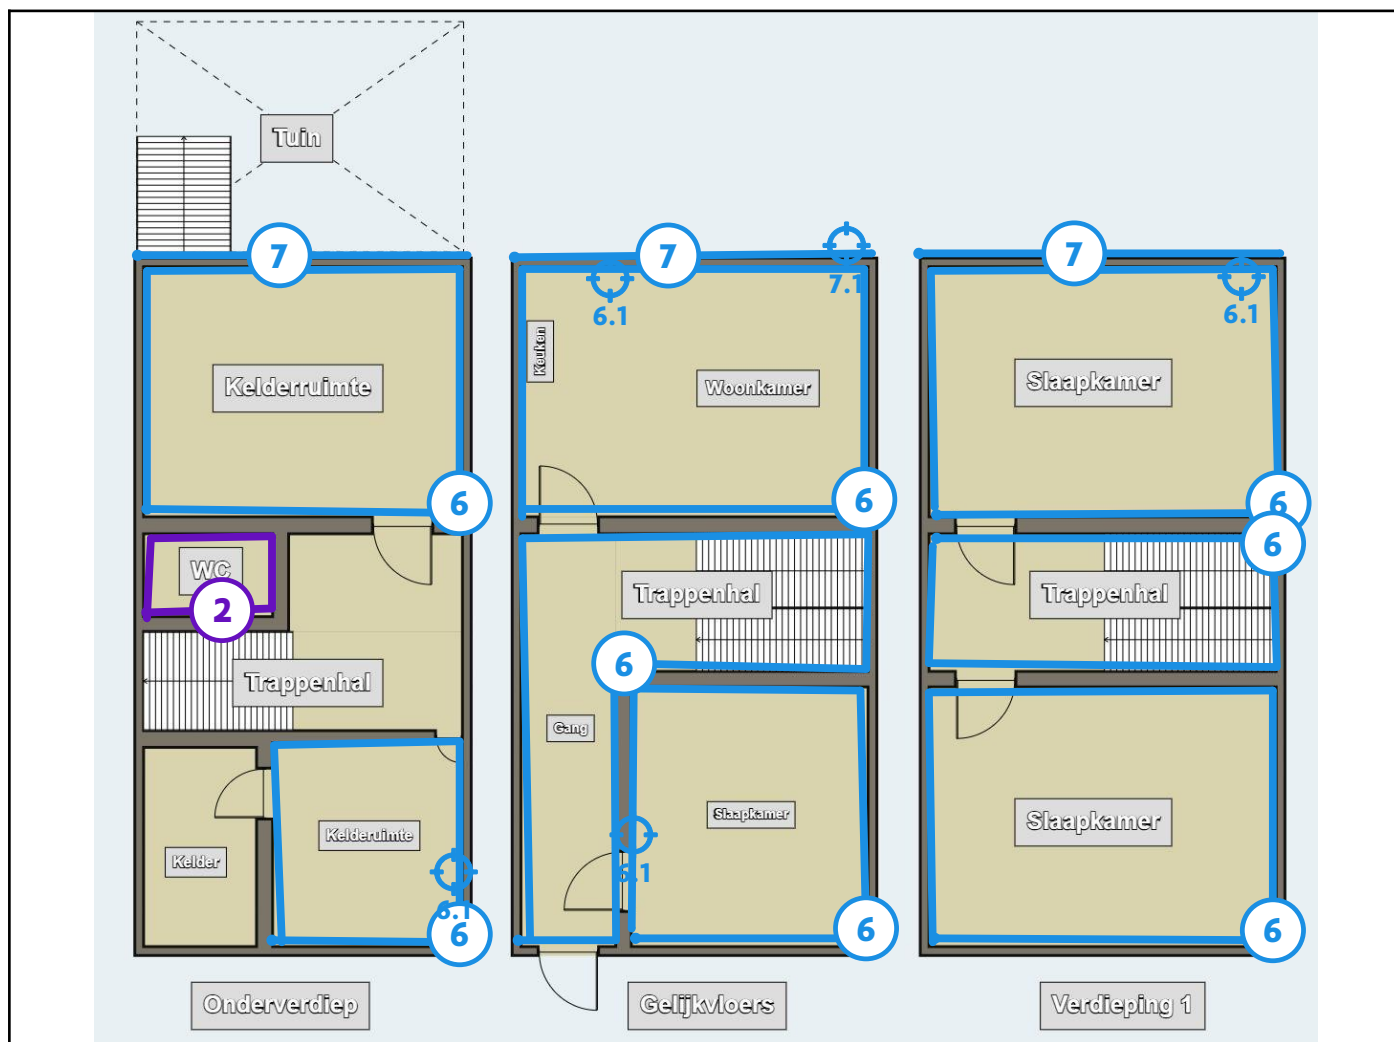 Tuin
7
Kelderruimte
6
WC
2
Trappenhal
Kelder
Kelderuimte
6.1
6
Onderverdiep
7
7.1
6.1
Keuken
Woonkamer
6
Trappenhal
6
Gang
Slaapkamer
6.1
6
Gelijkvloers
7
6.1
Slaapkamer
6
6
Trappenhal
Slaapkamer
6
Verdieping 1